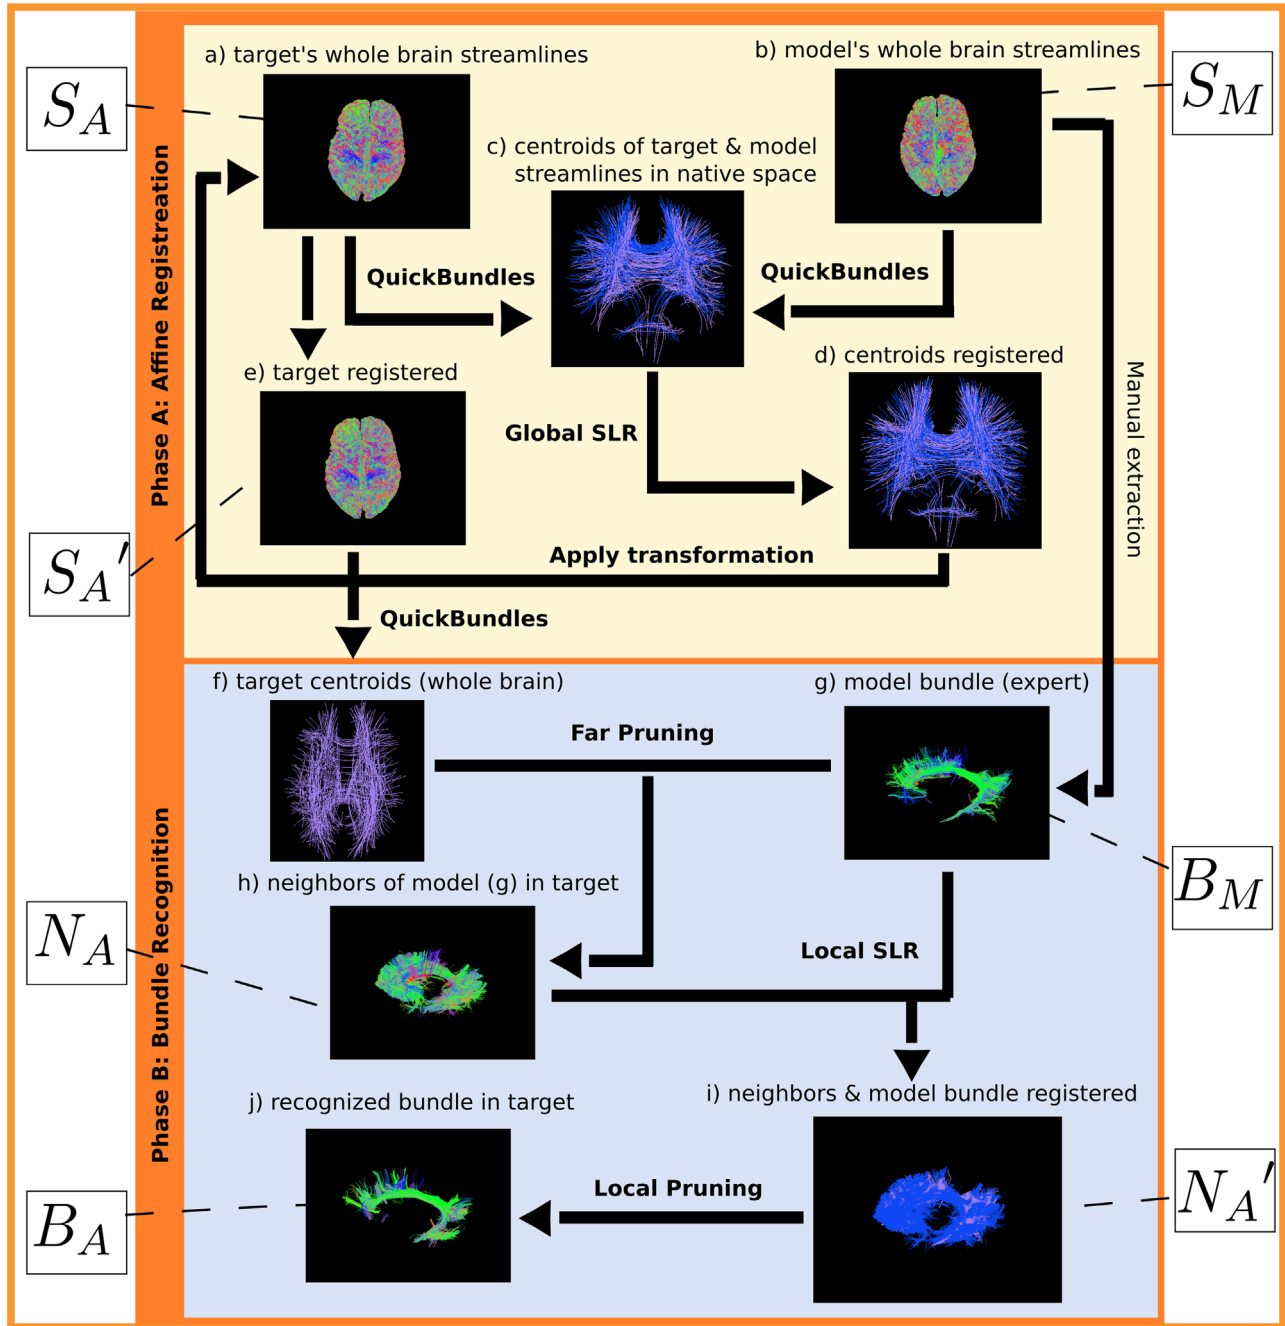 a) target's whole brain streamlines
b) model's whole brain streamlines
S_A
S_M
c) centroids of target & model
streamlines in native space
QuickBundles
QuickBundles
d) centroids registered
e) target registered
Phase A: Affine Registreation
Global SLR
Manual extraction
S_A'
Apply transformation
QuickBundles
f) target centroids (whole brain)
g) model bundle (expert)
Far Pruning
Phase B: Bundle Recognition
h) neighbors of model (g) in target
B_M
N_A
Local SLR
i) neighbors & model bundle registered
j) recognized bundle in target
Local Pruning
N_A'
B_A